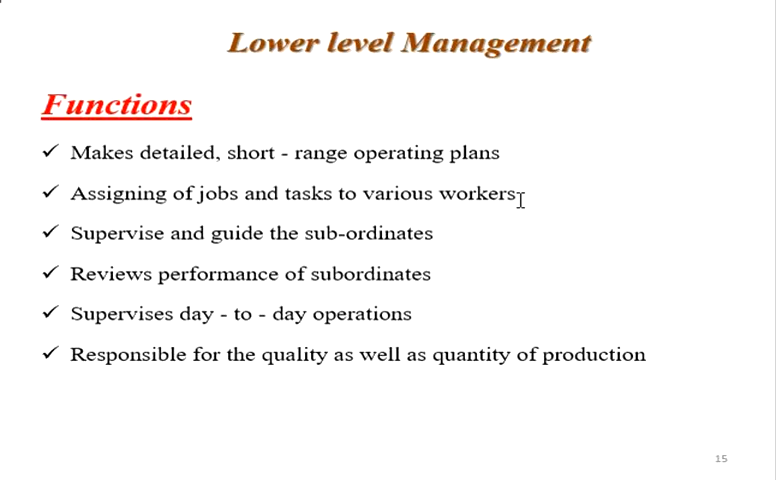 Lower level Management
Functions
✓ Makes detailed, short - range operating plans
✓ Assigning of jobs and tasks to various workers
✓ Supervise and guide the sub-ordinates
✓ Reviews performance of subordinates
✓ Supervises day - to - day operations
✓ Responsible for the quality as well as quantity of production
15